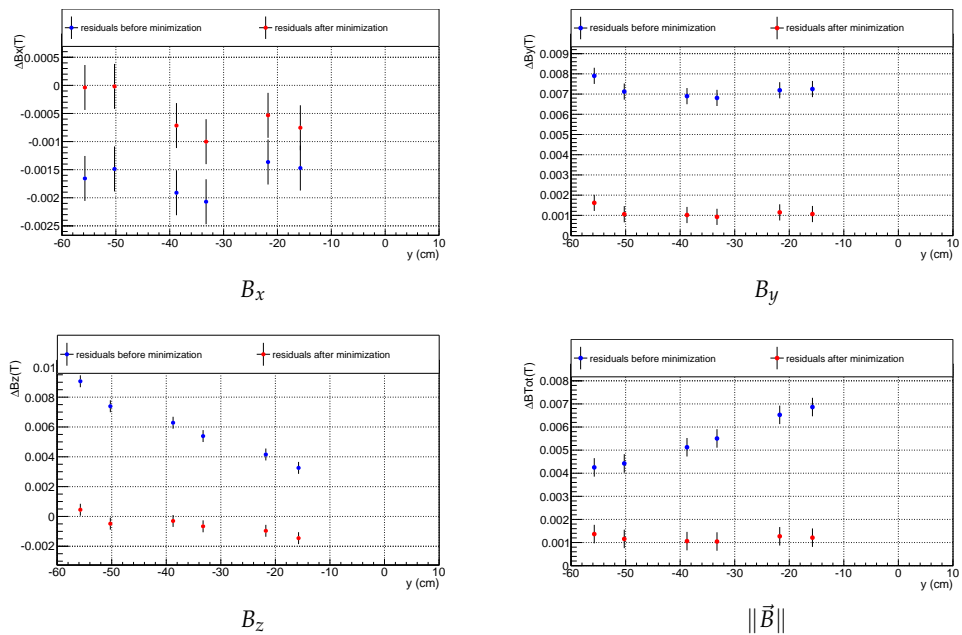 residuals before minimization residuals after minimization
ΔBx(T)
0.0005
0
-0.0005
-0.001
-0.0015
-0.002
-0.0025
-60 -50 -40 -30 -20 -10 0 10
y (cm)
B_x
residuals before minimization residuals after minimization
ΔBy(T)
0.009
0.008
0.007
0.006
0.005
0.004
0.003
0.002
0.001
0
-60 -50 -40 -30 -20 -10 0 10
y (cm)
B_y
residuals before minimization residuals after minimization
ΔBz(T)
0.01
0.008
0.006
0.004
0.002
0
-0.002
-60 -50 -40 -30 -20 -10 0 10
y (cm)
B_z
residuals before minimization residuals after minimization
ΔBTot(T)
0.008
0.007
0.006
0.005
0.004
0.003
0.002
0.001
0
-60 -50 -40 -30 -20 -10 0 10
y (cm)
||B⃗||